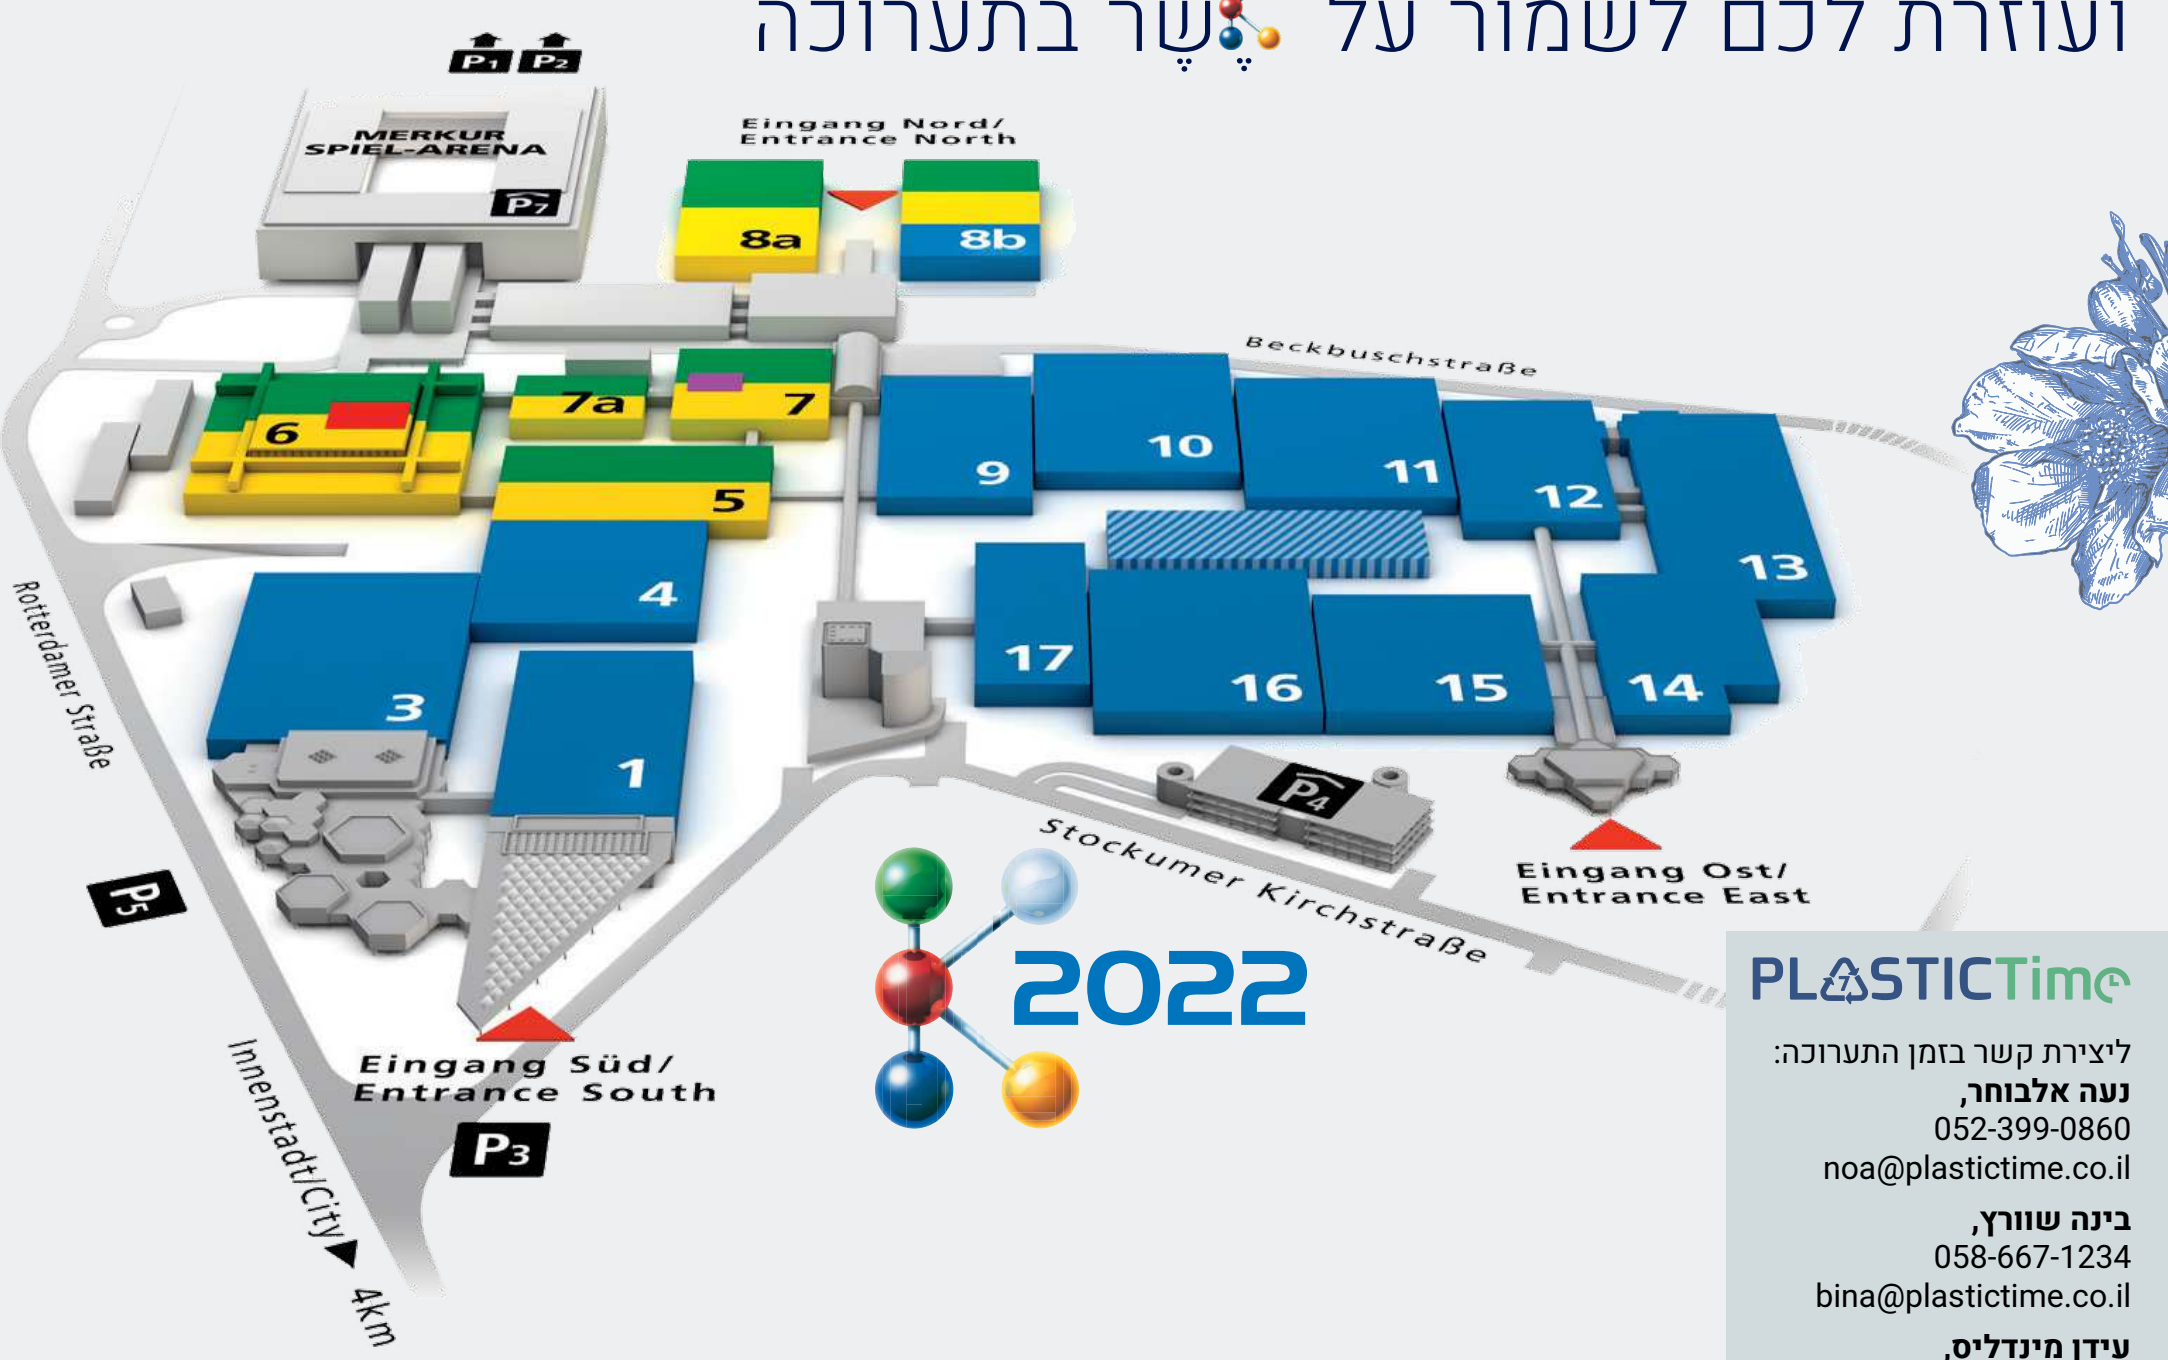 ועוזרת לכם לשמור על קֶשֶר בתערוכה
P1 P2
MERKUR
SPIEL-ARENA
P7
Eingang Nord/
Entrance North
8a
8b
Beckbuschstraße
6
7a
7
5
9
10
11
12
13
4
3
1
17
16
15
14
Rotterdamer Straße
P4
Stockumer Kirchstraße
Eingang Ost/
Entrance East
P5
2022
Eingang Süd/
Entrance South
P3
Innenstadt/City 4km
PLASTICTime
7
ליצירת קשר בזמן התערוכה:
נעה אלבוחר,
052-399-0860
noa@plastictime.co.il
בינה שוורץ,
058-667-1234
bina@plastictime.co.il
עידן מינדליס,